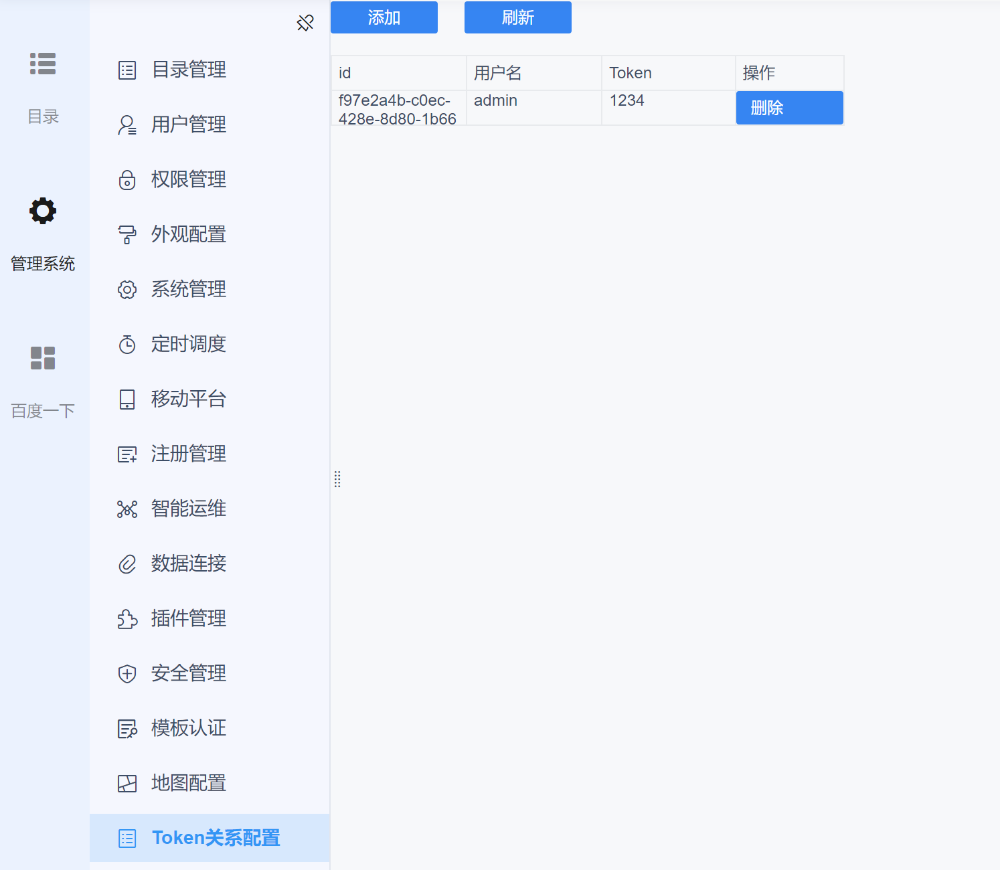 目录
管理系统
百度一下
目录管理
用户管理
权限管理
外观配置
系统管理
定时调度
移动平台
注册管理
智能运维
数据连接
插件管理
安全管理
模板认证
地图配置
Token关系配置
添加 刷新
id 用户名 Token 操作
f97e2a4b-c0ec- admin 1234 删除
428e-8d80-1b66